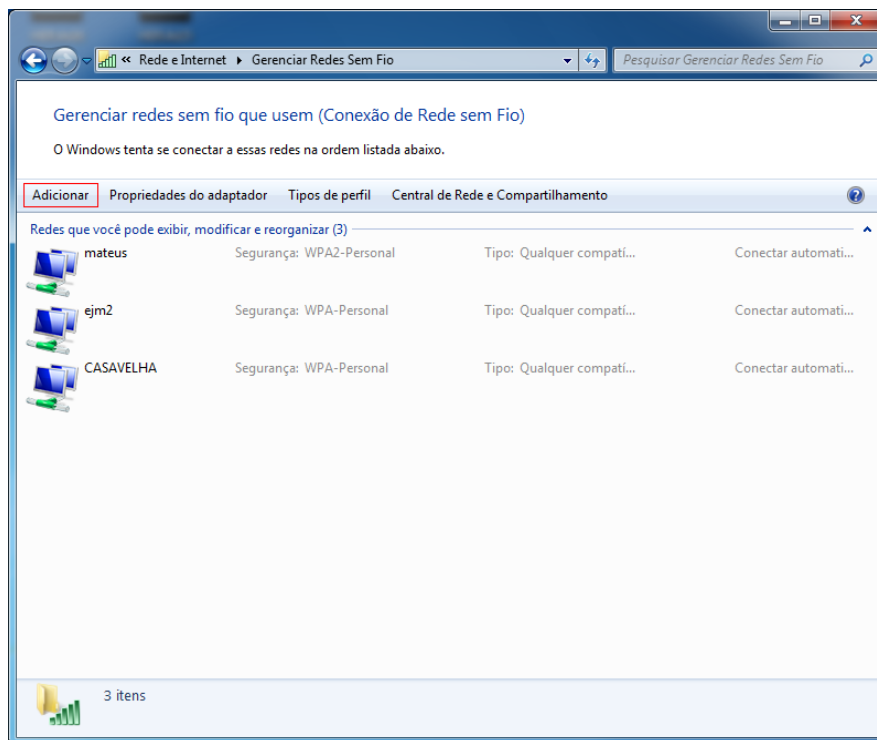 « Rede e Internet ▸ Gerenciar Redes Sem Fio Pesquisar Gerenciar Redes Sem Fio
Gerenciar redes sem fio que usem (Conexão de Rede sem Fio)
O Windows tenta se conectar a essas redes na ordem listada abaixo.
Adicionar Propriedades do adaptador Tipos de perfil Central de Rede e Compartilhamento
Redes que você pode exibir, modificar e reorganizar (3)
mateus Segurança: WPA2-Personal Tipo: Qualquer compatí... Conectar automati...
ejm2 Segurança: WPA-Personal Tipo: Qualquer compatí... Conectar automati...
CASAVELHA Segurança: WPA-Personal Tipo: Qualquer compatí... Conectar automati...
3 itens